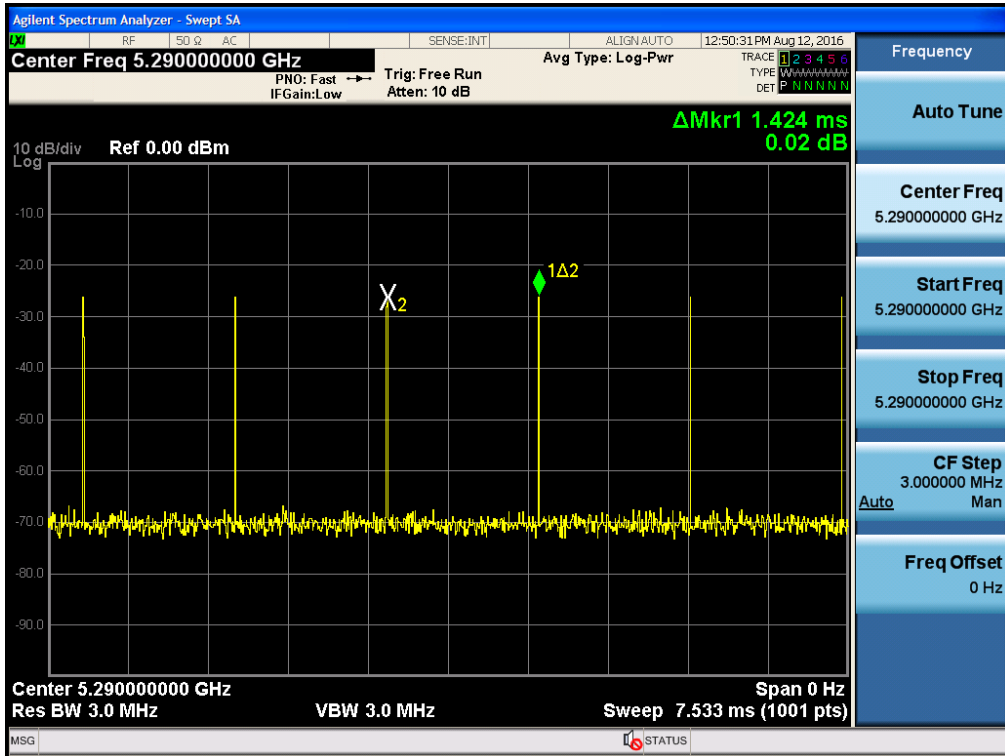 Agilent Spectrum Analyzer - Swept SA
LXI RF 50 Ω AC SENSE:INT ALIGN AUTO 12:50:31 PM Aug 12, 2016
Center Freq 5.290000000 GHz
PNO: Fast
IFGain:Low
Trig: Free Run
Atten: 10 dB
Avg Type: Log-Pwr
TRACE 1 2 3 4 5 6
TYPE
DET P N N N N N
ΔMkr1 1.424 ms
0.02 dB
10 dB/div Ref 0.00 dBm
Log
-10.0
-20.0
-30.0
-40.0
-50.0
-60.0
-70.0
-80.0
-90.0
X2
1Δ2
Center 5.290000000 GHz Span 0 Hz
Res BW 3.0 MHz VBW 3.0 MHz Sweep 7.533 ms (1001 pts)
MSG STATUS
Frequency
Auto Tune
Center Freq
5.290000000 GHz
Start Freq
5.290000000 GHz
Stop Freq
5.290000000 GHz
CF Step
3.000000 MHz
Auto Man
Freq Offset
0 Hz